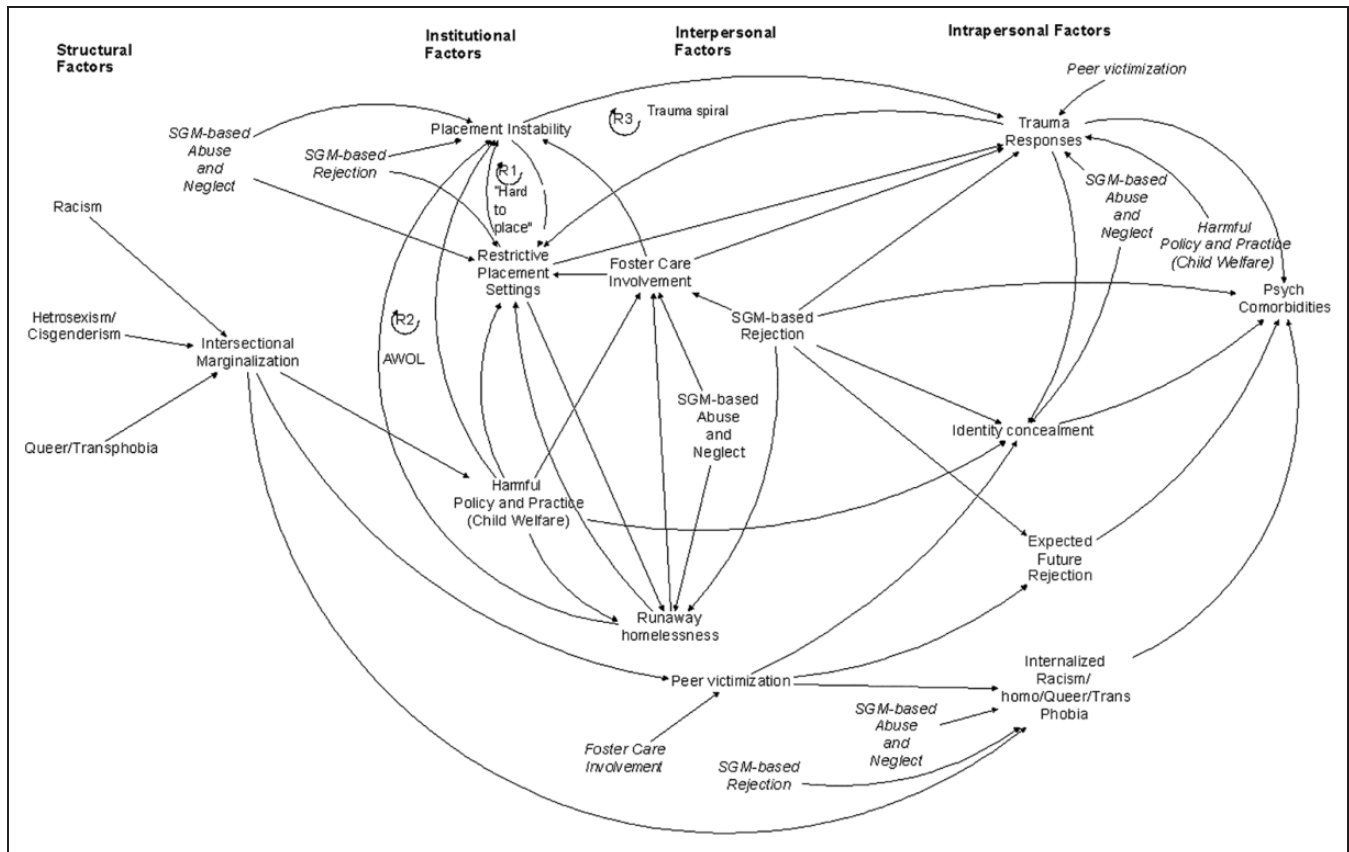 Structural
Factors
Institutional
Factors
Interpersonal
Factors
Intrapersonal Factors
Peer victimization
R3
Trauma spiral
Placement Instability
Trauma
Responses
SGM-based
Abuse
and
Neglect
SGM-based
Rejection
R1
"Hard
to
place"
SGM-based
Abuse
and
Neglect
Racism
Harmful
Policy and Practice
(Child Welfare)
Restrictive
Placement
Settings
Foster Care
Involvement
Psych
Comorbidities
Hetrosexism/
Cisgenderism
R2
AWOL
SGM-based
Rejection
Intersectional
Marginalization
SGM-based
Abuse
and
Neglect
Identity concealment
Queer/Transphobia
Harmful
Policy and Practice
(Child Welfare)
Expected
Future
Rejection
Runaway
homelessness
Peer victimization
Internalized
Racism/
homo/Queer/Trans
Phobia
SGM-based
Abuse
and
Neglect
Foster Care
Involvement
SGM-based
Rejection